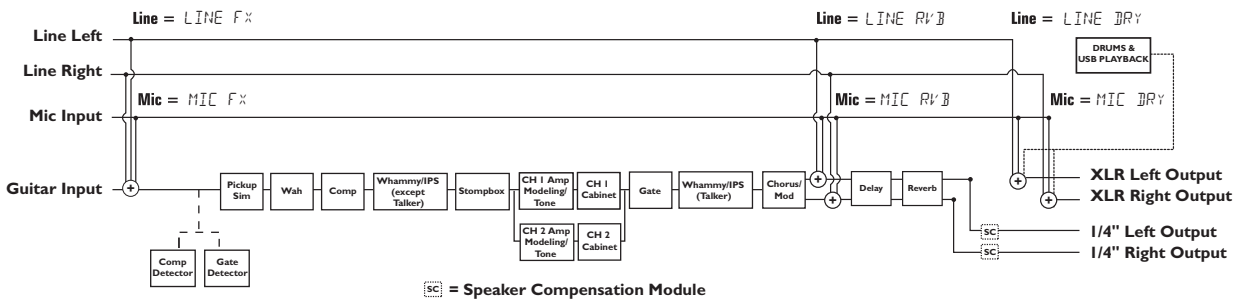 Line = LINE FX
Line = LINE RVB
Line = LINE DRY
Line Left
DRUMS &
USB PLAYBACK
Line Right
Mic = MIC FX
Mic = MIC RVB
Mic = MIC DRY
Mic Input
Guitar Input
Pickup
Sim
Wah
Comp
Whammy/IPS
(except
Talker)
Stompbox
CH 1 Amp
Modeling/
Tone
CH 1
Cabinet
CH 2 Amp
Modeling/
Tone
CH 2
Cabinet
Gate
Whammy/IPS
(Talker)
Chorus/
Mod
Delay
Reverb
XLR Left Output
XLR Right Output
SC
1/4" Left Output
SC
1/4" Right Output
Comp
Detector
Gate
Detector
SC = Speaker Compensation Module